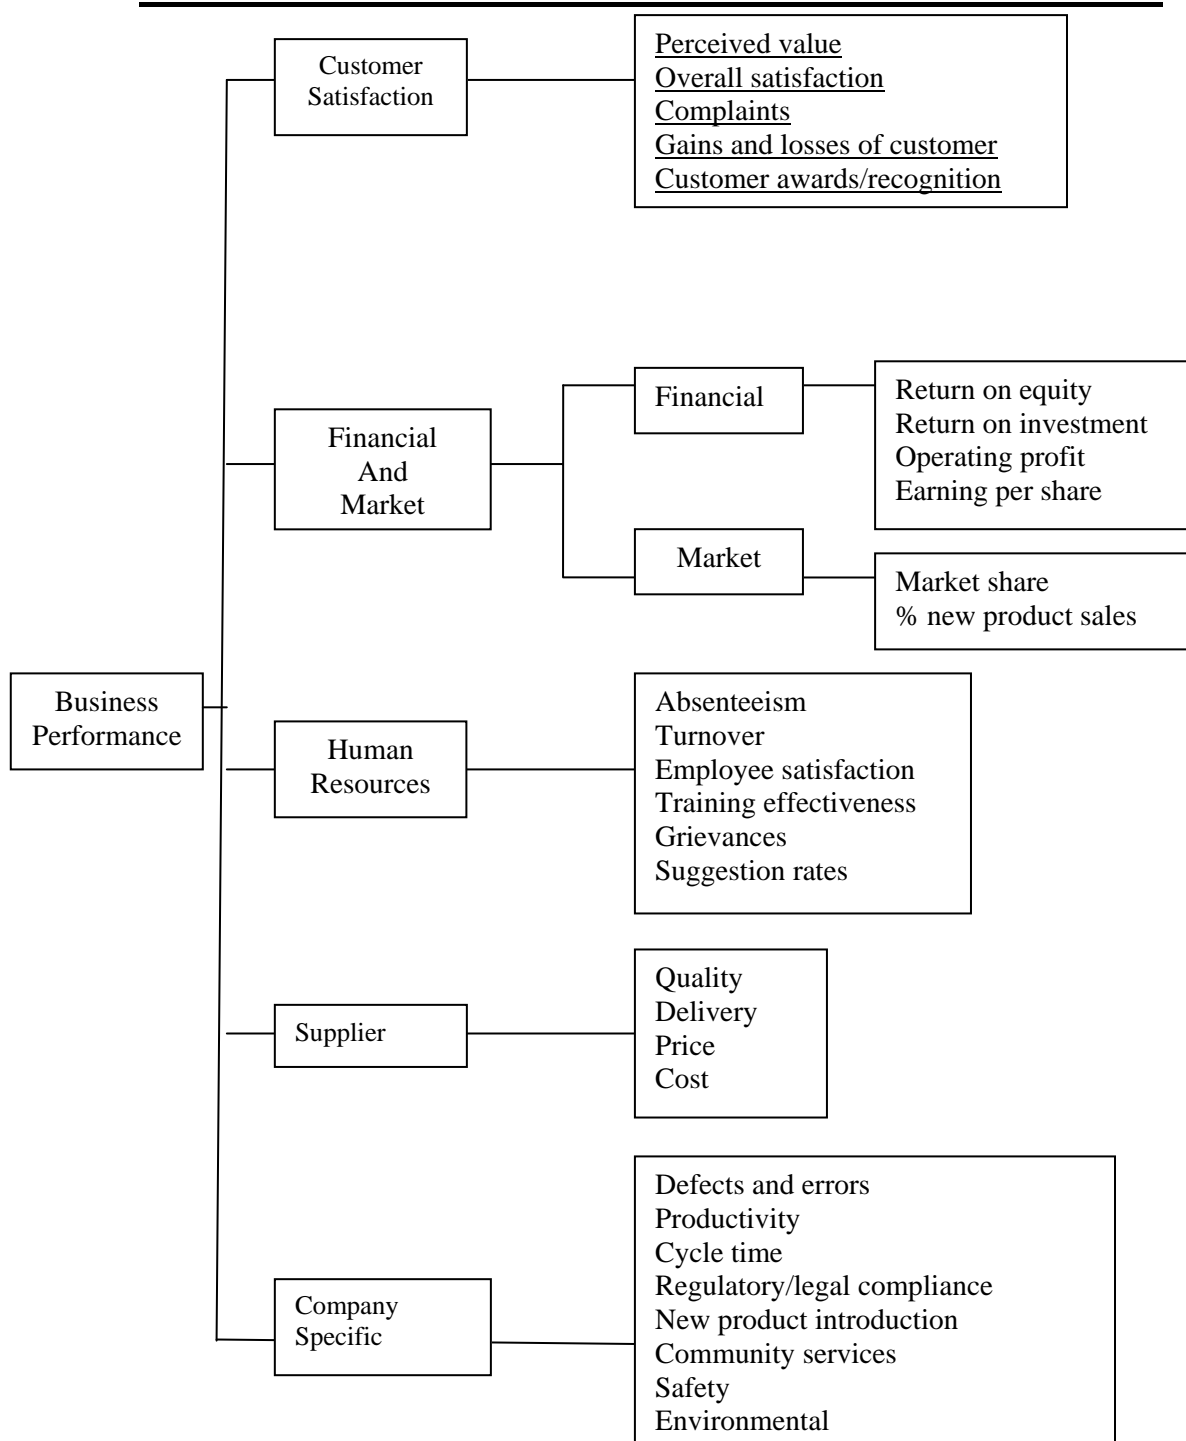 Customer
Satisfaction
Perceived value
Overall satisfaction
Complaints
Gains and losses of customer
Customer awards/recognition
Financial
And
Market
Financial
Return on equity
Return on investment
Operating profit
Earning per share
Market
Market share
% new product sales
Business
Performance
Human
Resources
Absenteeism
Turnover
Employee satisfaction
Training effectiveness
Grievances
Suggestion rates
Supplier
Quality
Delivery
Price
Cost
Company
Specific
Defects and errors
Productivity
Cycle time
Regulatory/legal compliance
New product introduction
Community services
Safety
Environmental